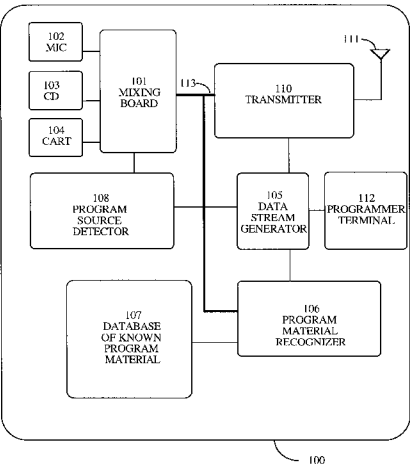 102
MIC
103
CD
104
CART
101
MIXING
BOARD
113
110
TRANSMITTER
111
108
PROGRAM
SOURCE
DETECTOR
105
DATA
STREAM
GENERATOR
112
PROGRAMMER
TERMINAL
107
DATABASE
OF KNOWN
PROGRAM
MATERIAL
106
PROGRAM
MATERIAL
RECOGNIZER
100